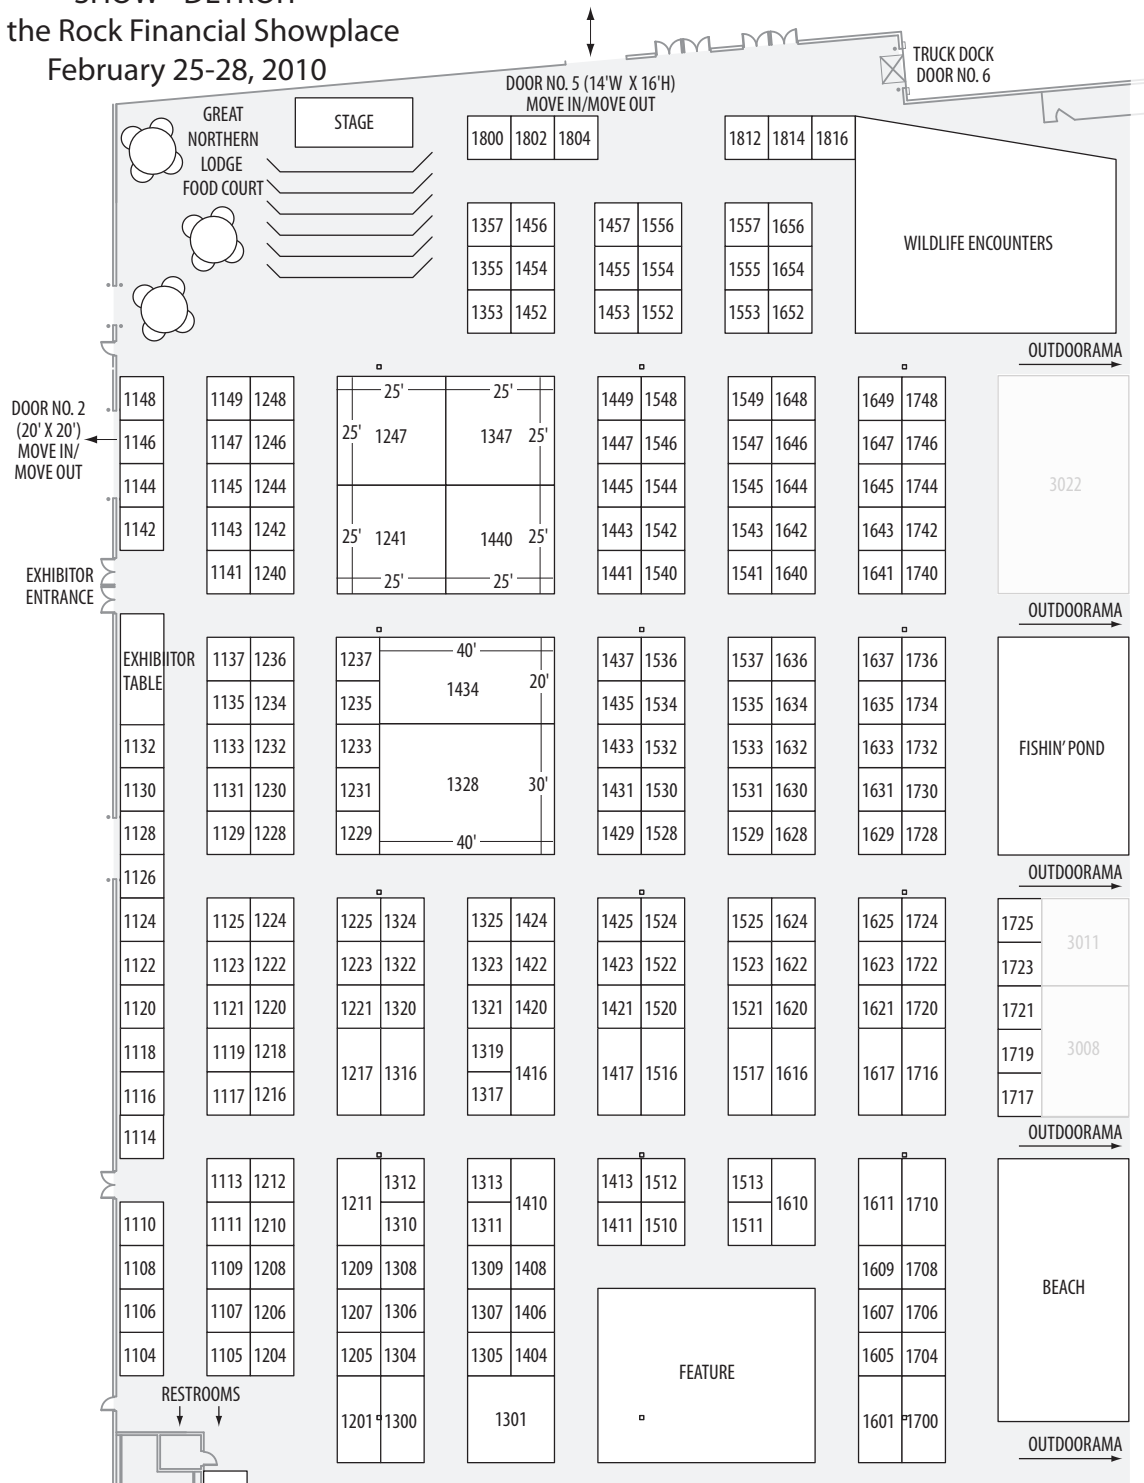 SHOW - DETROIT
the Rock Financial Showplace
February 25-28, 2010
DOOR NO. 5 (14'W X 16'H)
MOVE IN/MOVE OUT
TRUCK DOCK
DOOR NO. 6
GREAT
NORTHERN
LODGE
FOOD COURT
STAGE
1800 1802 1804
1812 1814 1816
WILDLIFE ENCOUNTERS
1357 1456 1457 1556 1557 1656
1355 1454 1455 1554 1555 1654
1353 1452 1453 1552 1553 1652
OUTDOORAMA
DOOR NO. 2
(20' X 20')
MOVE IN/
MOVE OUT
25' 25'
1148 1149 1248 1449 1548 1549 1648 1649 1748
1146 1147 1246 25' 1247 1347 25' 1447 1546 1547 1646 1647 1746
1144 1145 1244 1445 1544 1545 1644 1645 1744 3022
1142 1143 1242 25' 1241 1440 25' 1443 1542 1543 1642 1643 1742
1141 1240 25' 25' 1441 1540 1541 1640 1641 1740
EXHIBITOR
ENTRANCE
OUTDOORAMA
EXHIBITOR
TABLE
1137 1236 1237 40' 1437 1536 1537 1636 1637 1736
1135 1234 1235 1434 20' 1435 1534 1535 1634 1635 1734
1132 1133 1232 1233 1433 1532 1533 1632 1633 1732 FISHIN' POND
1130 1131 1230 1231 1328 30' 1431 1530 1531 1630 1631 1730
1128 1129 1228 1229 40' 1429 1528 1529 1628 1629 1728
1126 OUTDOORAMA
1124 1125 1224 1225 1324 1325 1424 1425 1524 1525 1624 1625 1724 1725 3011
1122 1123 1222 1223 1322 1323 1422 1423 1522 1523 1622 1623 1722 1723
1120 1121 1220 1221 1320 1321 1420 1421 1520 1521 1620 1621 1720 1721
1118 1119 1218 1217 1316 1319 1416 1417 1516 1517 1616 1617 1716 1719 3008
1116 1117 1216 1317 1717
1114 OUTDOORAMA
1113 1212 1211 1312 1313 1410 1413 1512 1513 1610 1611 1710
1110 1111 1210 1310 1311 1411 1510 1511
1108 1109 1208 1209 1308 1309 1408 1609 1708 BEACH
1106 1107 1206 1207 1306 1307 1406 1607 1706
1104 1105 1204 1205 1304 1305 1404 FEATURE 1605 1704
RESTROOMS
1201 1300 1301 1601 1700
OUTDOORAMA